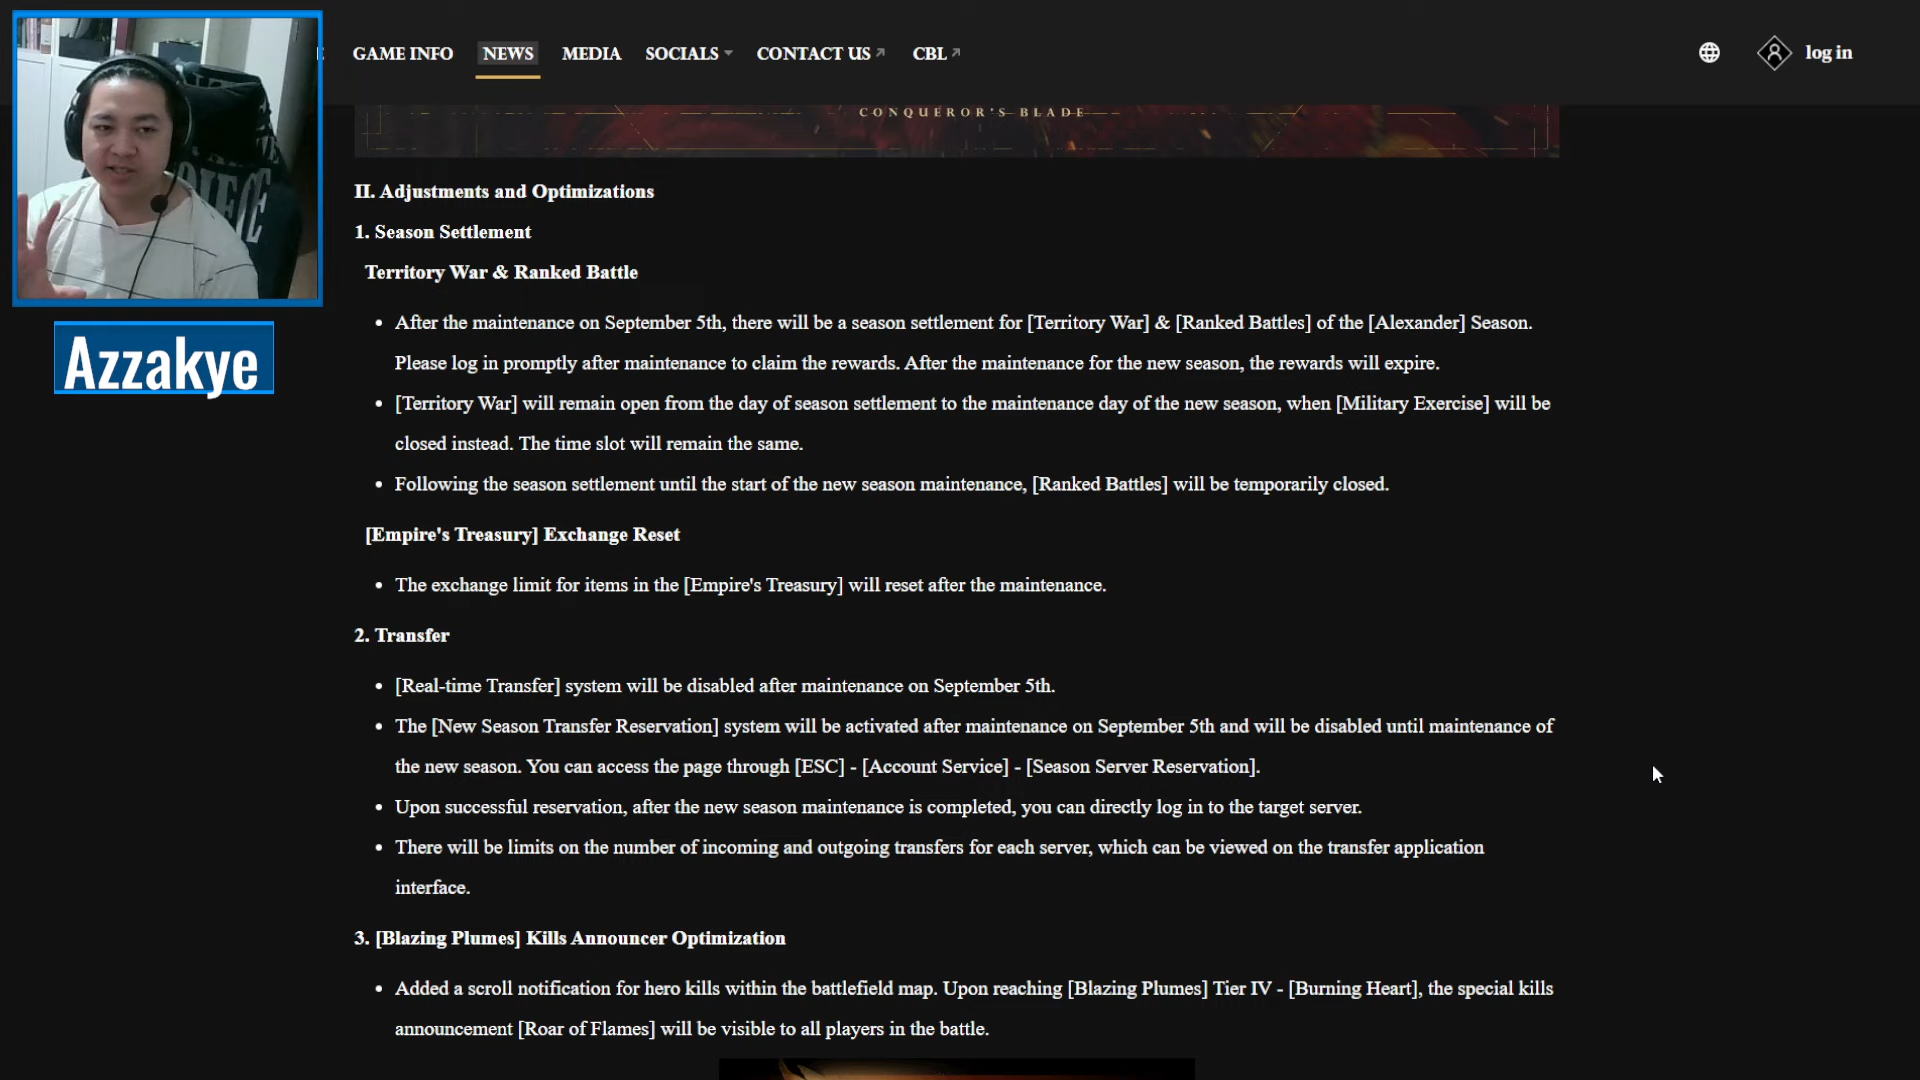 GAME INFO NEWS MEDIA SOCIALS CONTACT US CBL log in
CONQUEROR'S BLADE
II. Adjustments and Optimizations
1. Season Settlement
Territory War & Ranked Battle
• After the maintenance on September 5th, there will be a season settlement for [Territory War] & [Ranked Battles] of the [Alexander] Season.
Please log in promptly after maintenance to claim the rewards. After the maintenance for the new season, the rewards will expire.
• [Territory War] will remain open from the day of season settlement to the maintenance day of the new season, when [Military Exercise] will be
closed instead. The time slot will remain the same.
• Following the season settlement until the start of the new season maintenance, [Ranked Battles] will be temporarily closed.
[Empire's Treasury] Exchange Reset
• The exchange limit for items in the [Empire's Treasury] will reset after the maintenance.
2. Transfer
• [Real-time Transfer] system will be disabled after maintenance on September 5th.
• The [New Season Transfer Reservation] system will be activated after maintenance on September 5th and will be disabled until maintenance of
the new season. You can access the page through [ESC] - [Account Service] - [Season Server Reservation].
• Upon successful reservation, after the new season maintenance is completed, you can directly log in to the target server.
• There will be limits on the number of incoming and outgoing transfers for each server, which can be viewed on the transfer application
interface.
3. [Blazing Plumes] Kills Announcer Optimization
• Added a scroll notification for hero kills within the battlefield map. Upon reaching [Blazing Plumes] Tier IV - [Burning Heart], the special kills
announcement [Roar of Flames] will be visible to all players in the battle.
Azzakye